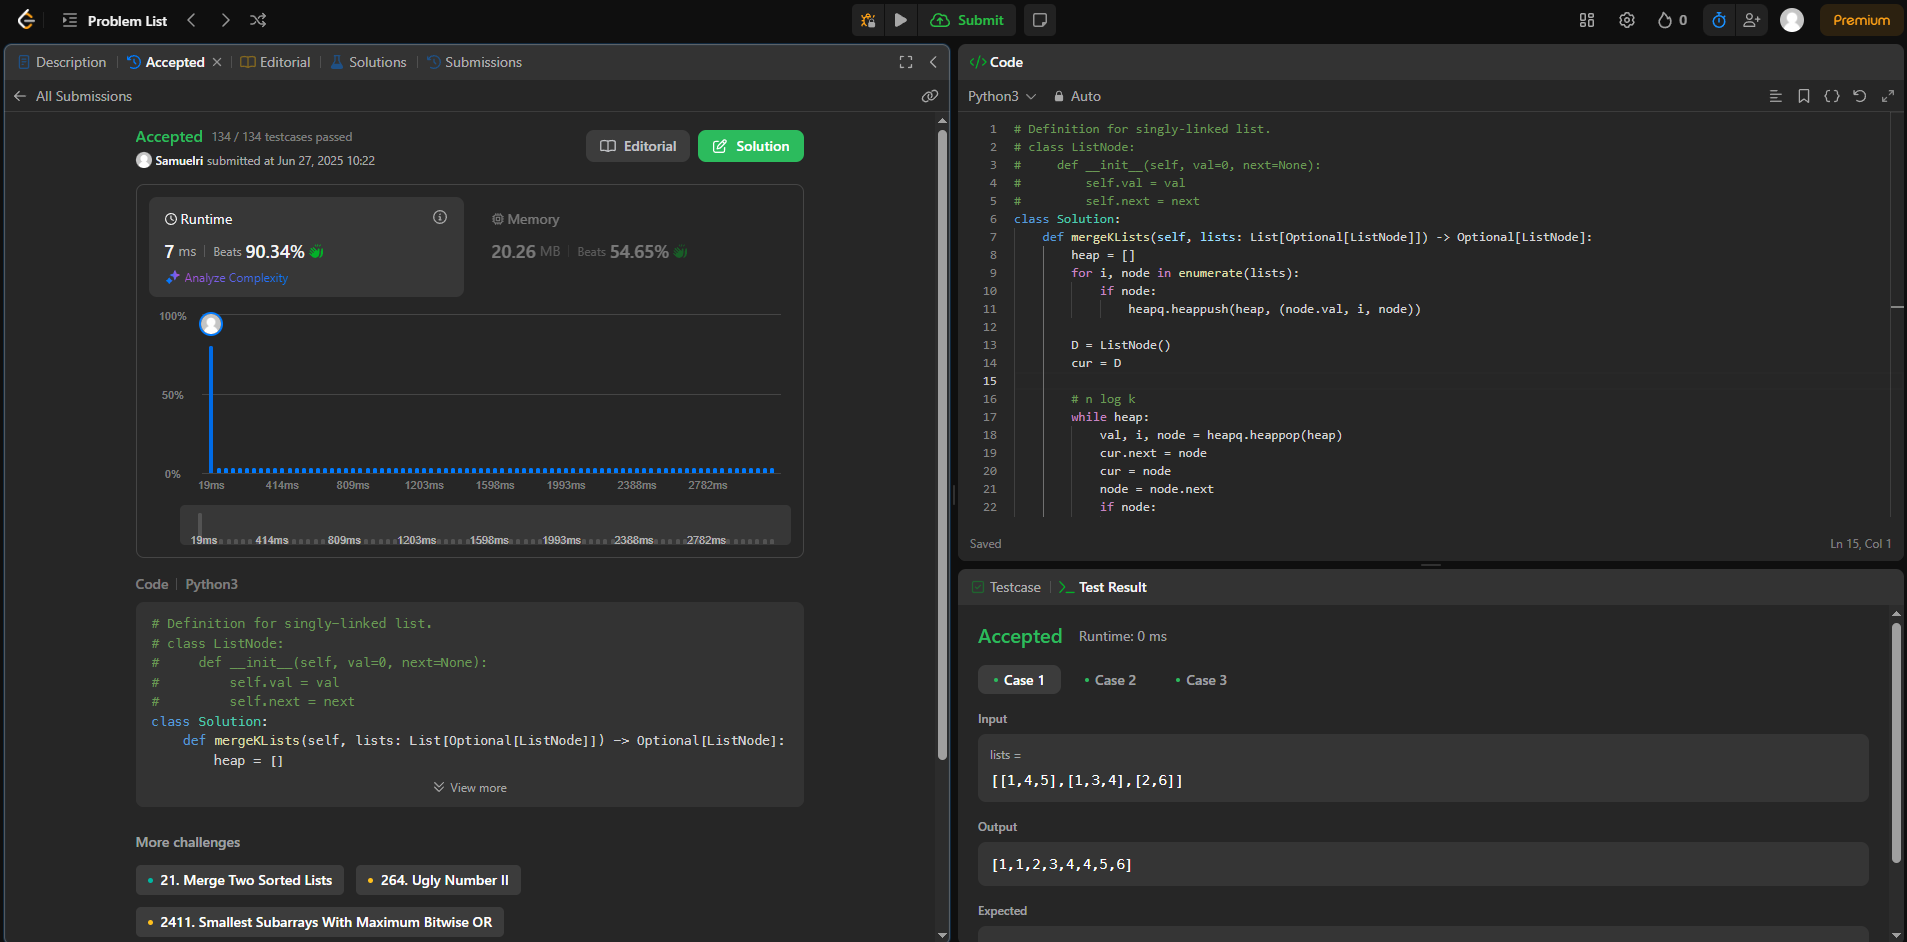 Problem List
Submit
0
Premium
Description
Accepted
Editorial
Solutions
Submissions
All Submissions
Accepted 134 / 134 testcases passed
Samuelri submitted at Jun 27, 2025 10:22
Editorial
Solution
Runtime
7 ms Beats 90.34%
Analyze Complexity
Memory
20.26 MB Beats 54.65%
100%
50%
0%
19ms 414ms 809ms 1203ms 1598ms 1993ms 2388ms 2782ms
19ms 414ms 809ms 1203ms 1598ms 1993ms 2388ms 2782ms
Code Python3
# Definition for singly-linked list.
# class ListNode:
#     def __init__(self, val=0, next=None):
#         self.val = val
#         self.next = next
class Solution:
    def mergeKLists(self, lists: List[Optional[ListNode]]) -> Optional[ListNode]:
        heap = []
View more
More challenges
21. Merge Two Sorted Lists
264. Ugly Number II
2411. Smallest Subarrays With Maximum Bitwise OR
</> Code
Python3 Auto
1 # Definition for singly-linked list.
2 # class ListNode:
3 #     def __init__(self, val=0, next=None):
4 #         self.val = val
5 #         self.next = next
6 class Solution:
7     def mergeKLists(self, lists: List[Optional[ListNode]]) -> Optional[ListNode]:
8         heap = []
9         for i, node in enumerate(lists):
10             if node:
11                 heapq.heappush(heap, (node.val, i, node))
12
13         D = ListNode()
14         cur = D
15
16         # n log k
17         while heap:
18             val, i, node = heapq.heappop(heap)
19             cur.next = node
20             cur = node
21             node = node.next
22             if node:
Saved
Ln 15, Col 1
Testcase
>_ Test Result
Accepted Runtime: 0 ms
Case 1
Case 2
Case 3
Input
lists =
[[1,4,5],[1,3,4],[2,6]]
Output
[1,1,2,3,4,4,5,6]
Expected